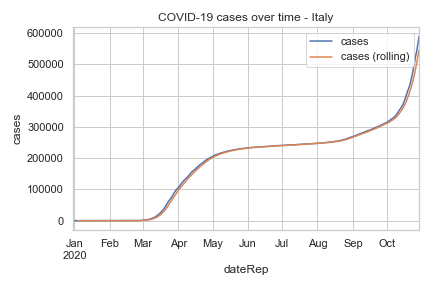 COVID-19 cases over time - Italy
cases
cases (rolling)
600000
500000
400000
300000
200000
100000
0
cases
Jan Feb Mar Apr May Jun Jul Aug Sep Oct
2020
dateRep